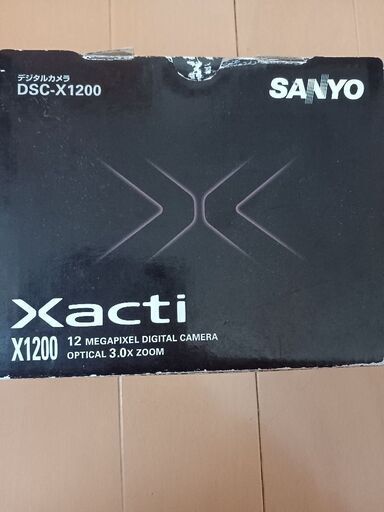 デジタルカメラ
DSC-X1200
SANYO
Xacti
X1200
12 MEGAPIXEL DIGITAL CAMERA
OPTICAL 3.0X ZOOM